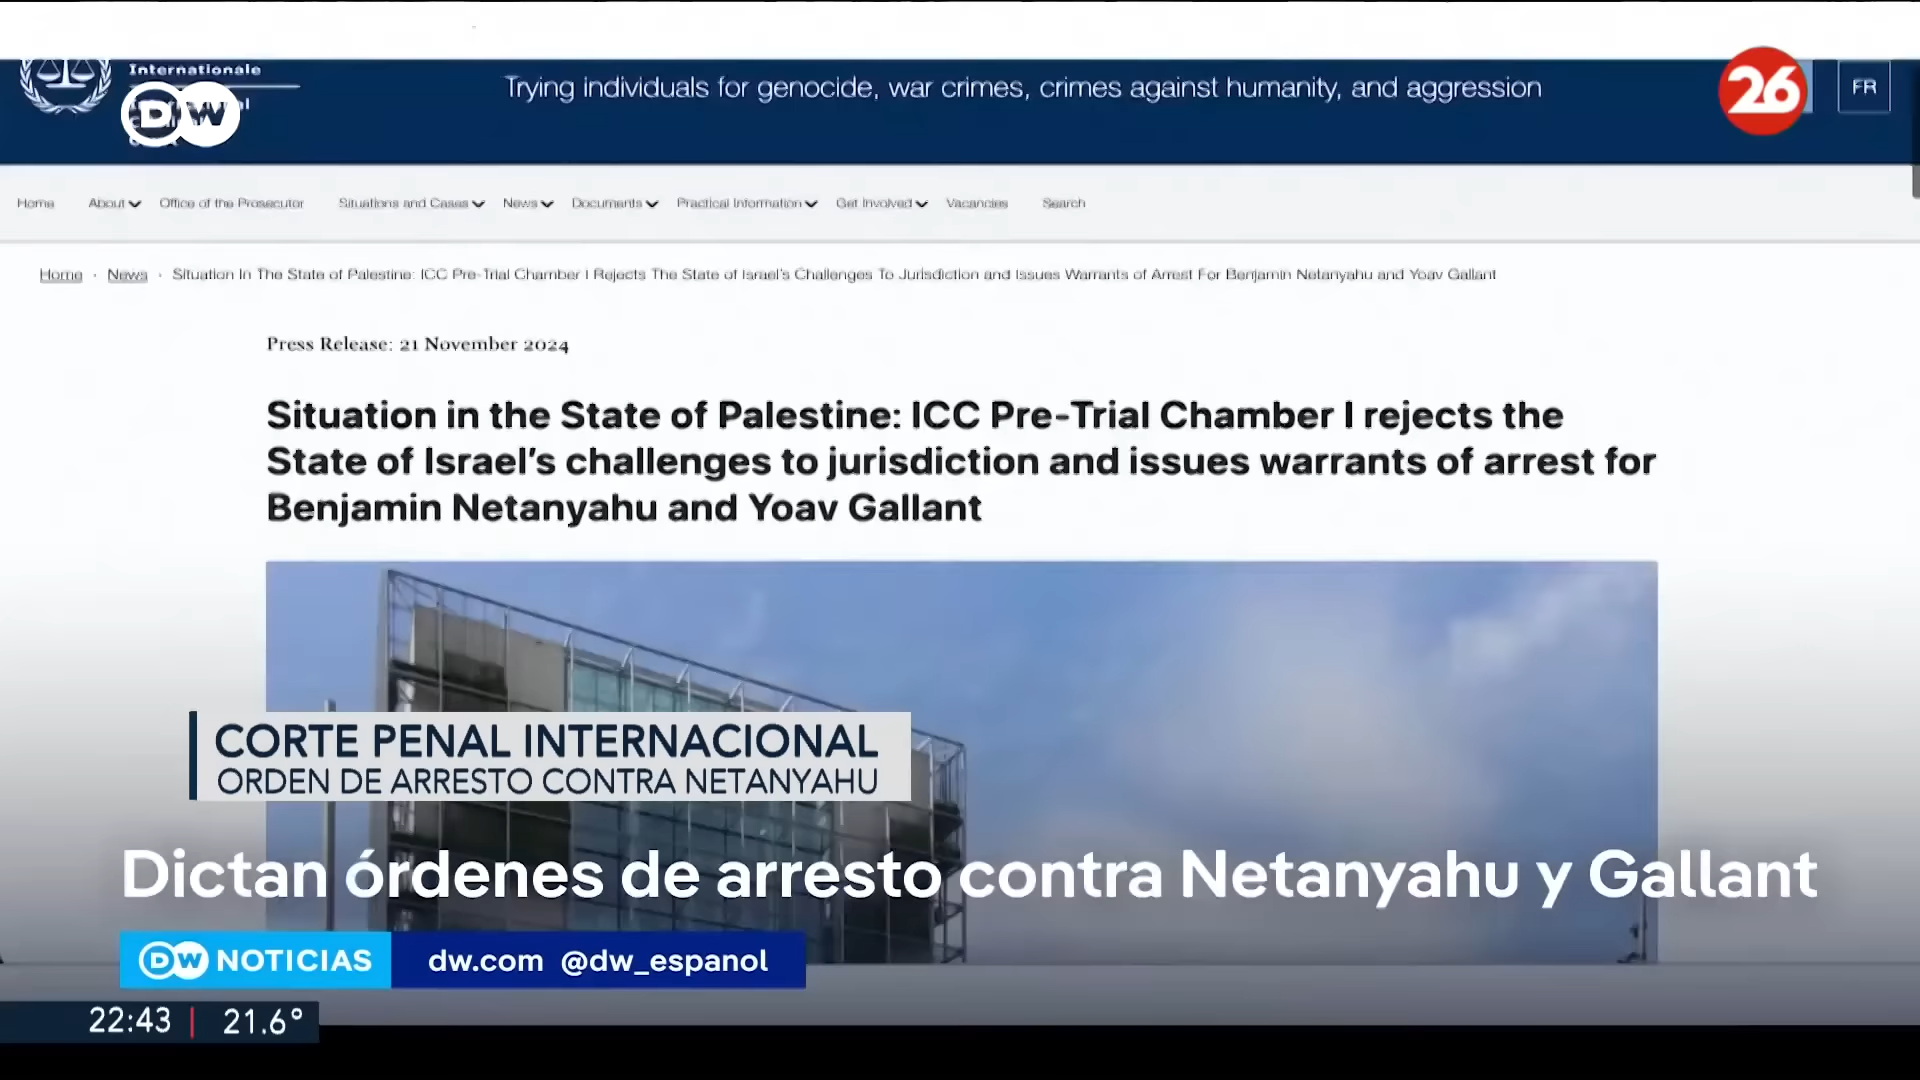 Internationale
Trying individuals for genocide, war crimes, crimes against humanity, and aggression
DW
26
FR
Home About Office of the Prosecutor Situations and Cases News Documents Practical Information Get Involved Vacancies Search
Home · News · Situation In The State of Palestine: ICC Pre-Trial Chamber I Rejects The State of Israel's Challenges To Jurisdiction and Issues Warrants of Arrest For Benjamin Netanyahu and Yoav Gallant
Press Release: 21 November 2024
Situation in the State of Palestine: ICC Pre-Trial Chamber I rejects the
State of Israel’s challenges to jurisdiction and issues warrants of arrest for
Benjamin Netanyahu and Yoav Gallant
CORTE PENAL INTERNACIONAL
ORDEN DE ARRESTO CONTRA NETANYAHU
Dictan órdenes de arresto contra Netanyahu y Gallant
DW NOTICIAS dw.com @dw_espanol
22:43 | 21.6°